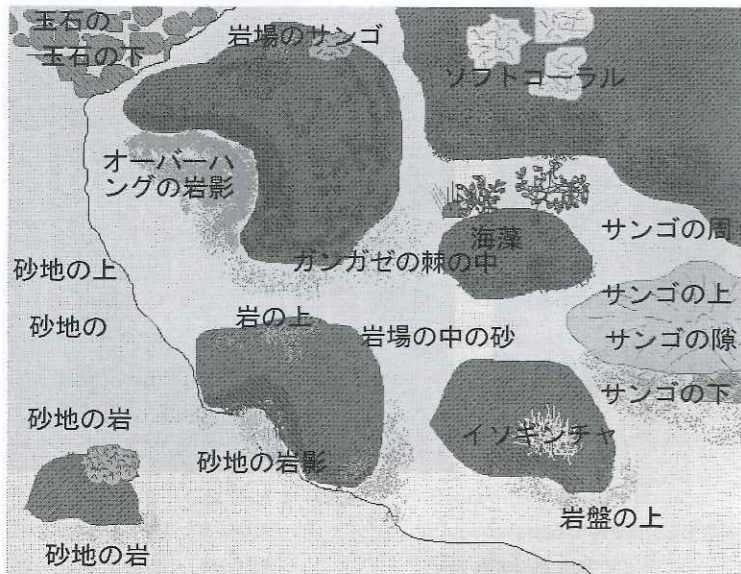 玉石の
玉石の下
岩場のサンゴ
ソフトコーラル
オーバーハ
ングの岩影
海藻
サンゴの周
ガンガゼの棘の中
砂地の上
サンゴの上
砂地の
岩の上
岩場の中の砂
サンゴの隙
サンゴの下
砂地の岩
イソギンチャ
砂地の岩影
岩盤の上
砂地の岩